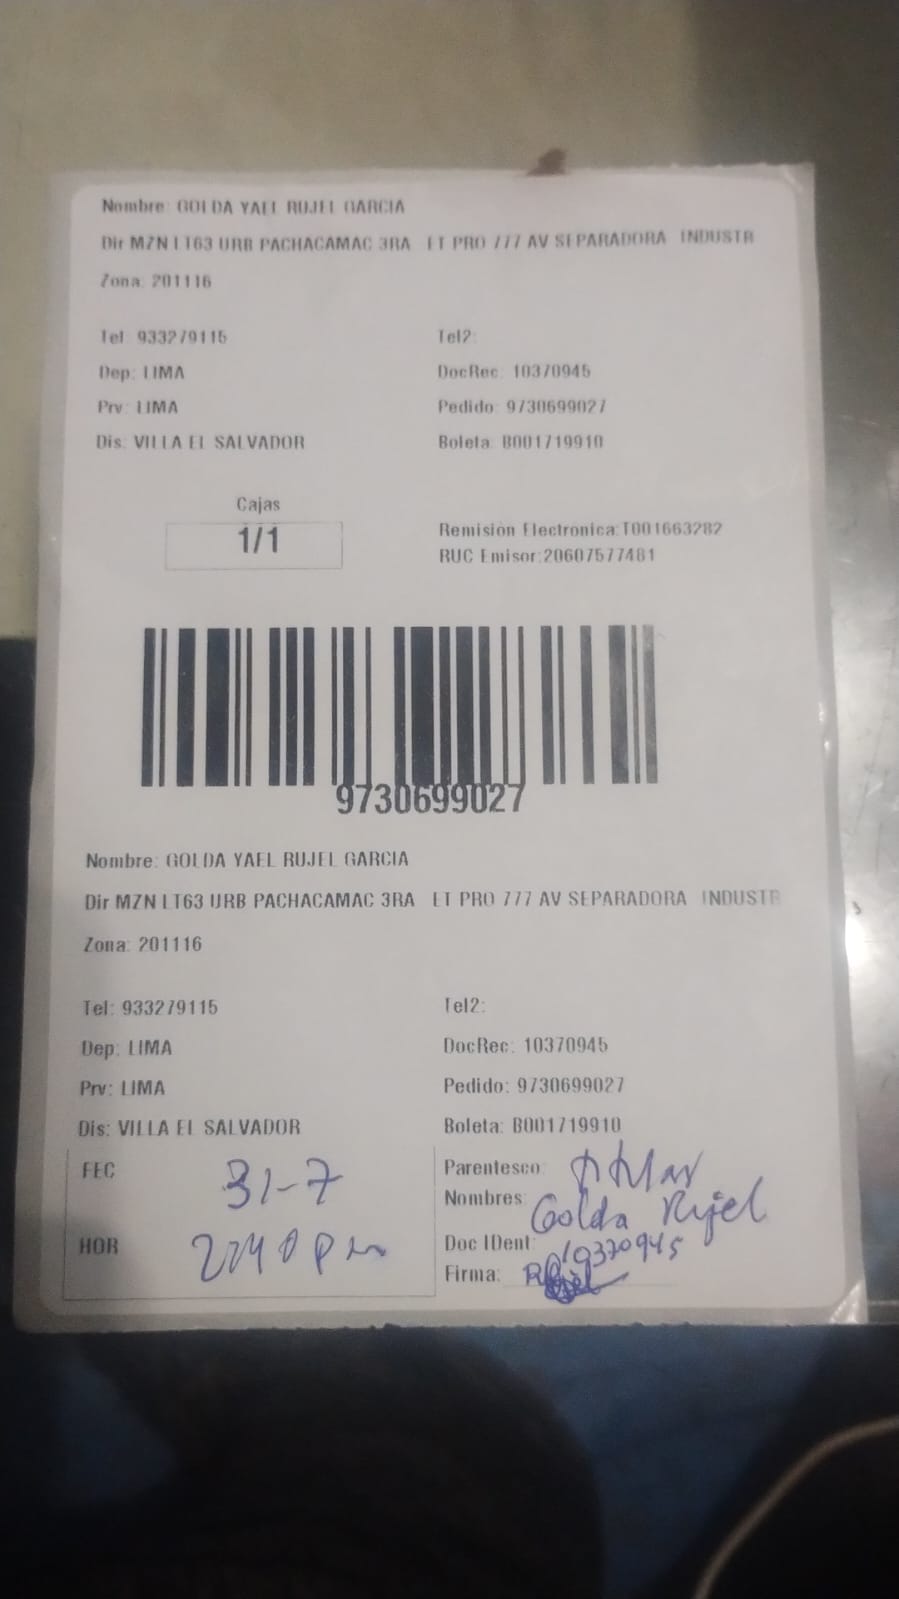 Nombre: GOLDA YAEL RUJEL GARCIA
Dir MZN LT63 URB PACHACAMAC 3RA ET PRO 777 AV SEPARADORA INDUSTR
Zona: 201116
Tel: 933279115 Tel2:
Dep: LIMA DocRec: 10370945
Prv: LIMA Pedido: 9730699027
Dis: VILLA EL SALVADOR Boleta: B001719910
Cajas
1/1
Remisión Electronica:T001663282
RUC Emisor:20607577481
9730699027
Nombre: GOLDA YAEL RUJEL GARCIA
Dir MZN LT63 URB PACHACAMAC 3RA ET PRO 777 AV SEPARADORA INDUSTR
Zona: 201116
Tel: 933279115 Tel2:
Dep: LIMA DocRec: 10370945
Prv: LIMA Pedido: 9730699027
Dis: VILLA EL SALVADOR Boleta: B001719910
FEC 31-7 Parentesco: titular
Nombres: Golda Rujel
HOR pm Doc IDent: 10370945
Firma: